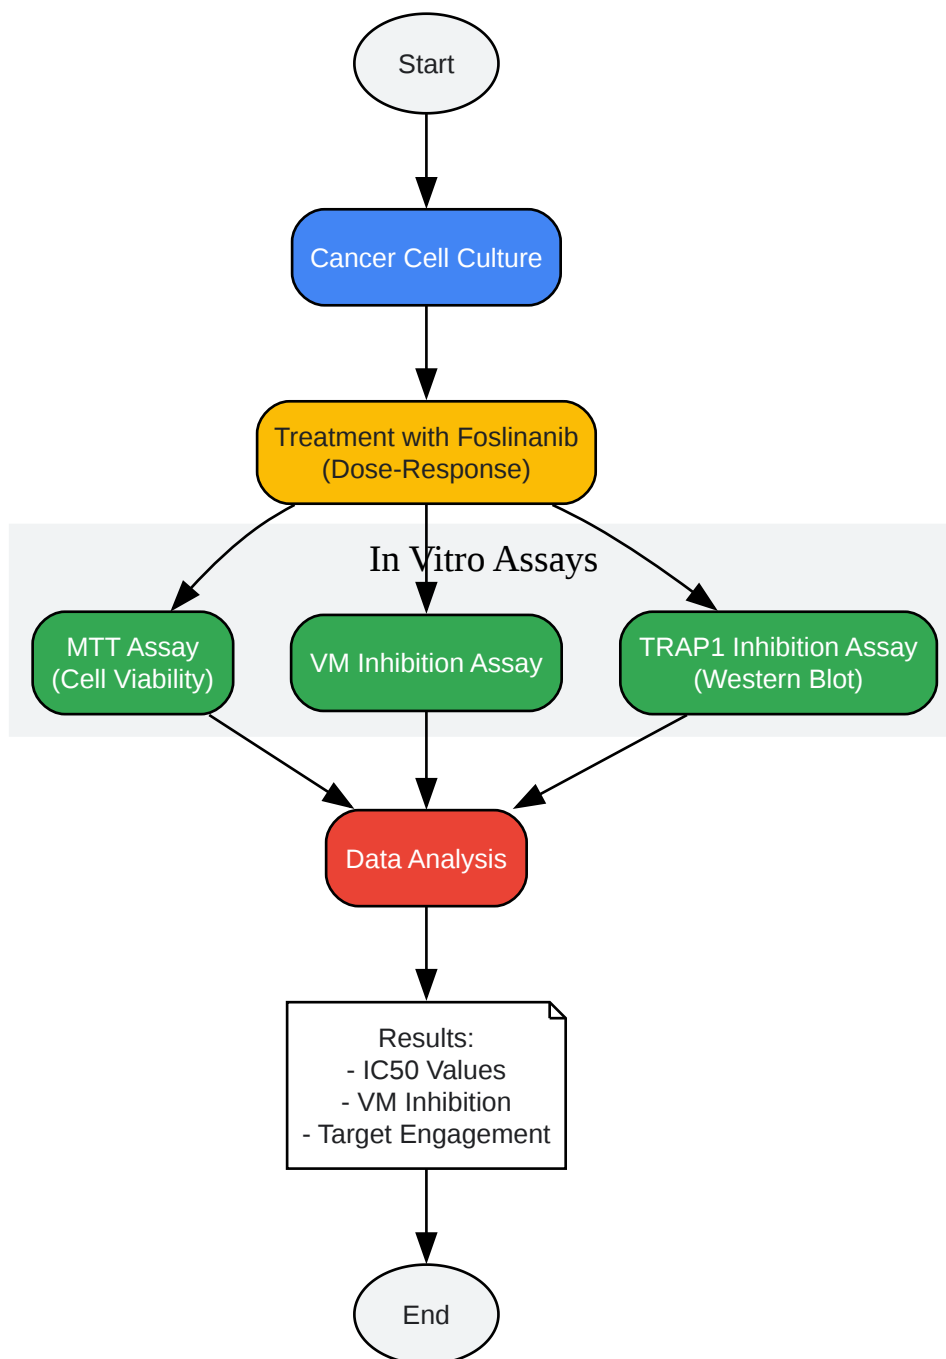 Start
Cancer Cell Culture
Treatment with Foslinanib
(Dose-Response)
In Vitro Assays
MTT Assay
(Cell Viability)
VM Inhibition Assay
TRAP1 Inhibition Assay
(Western Blot)
Data Analysis
Results:
- IC50 Values
- VM Inhibition
- Target Engagement
End